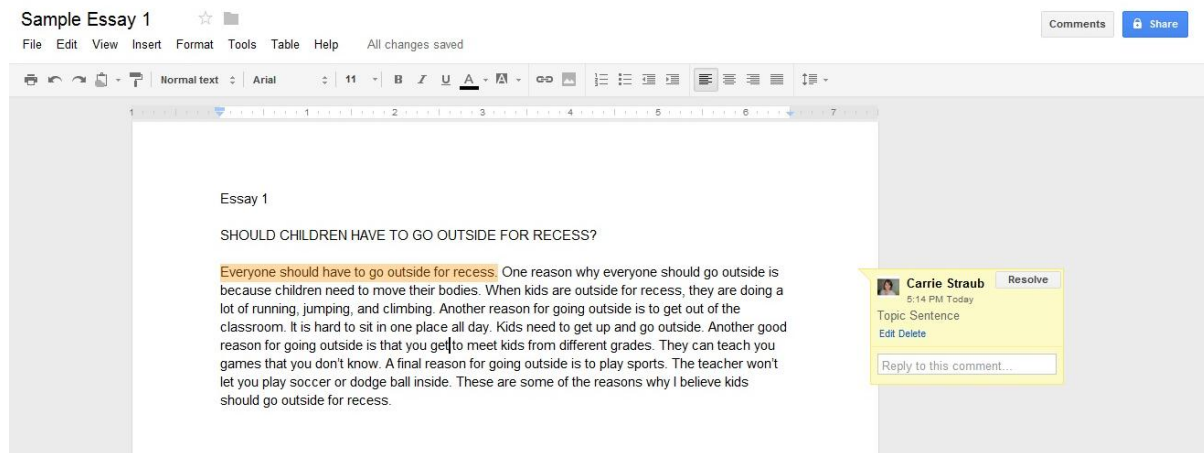 Sample Essay 1
Comments
Share
File Edit View Insert Format Tools Table Help All changes saved
Normal text Arial 11 B I U A A
1 1 2 3 4 5 6 7
Essay 1
SHOULD CHILDREN HAVE TO GO OUTSIDE FOR RECESS?
Everyone should have to go outside for recess. One reason why everyone should go outside is
because children need to move their bodies. When kids are outside for recess, they are doing a
lot of running, jumping, and climbing. Another reason for going outside is to get out of the
classroom. It is hard to sit in one place all day. Kids need to get up and go outside. Another good
reason for going outside is that you get to meet kids from different grades. They can teach you
games that you don't know. A final reason for going outside is to play sports. The teacher won't
let you play soccer or dodge ball inside. These are some of the reasons why I believe kids
should go outside for recess.
Carrie Straub Resolve
5:14 PM Today
Topic Sentence
Edit Delete
Reply to this comment...